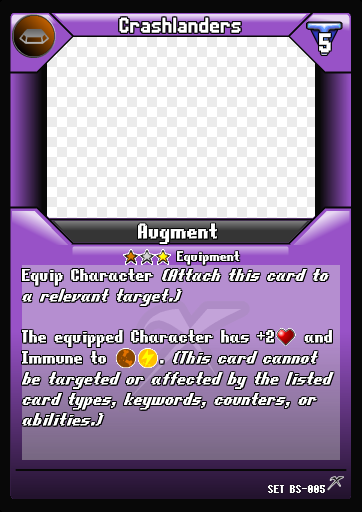 Crashlanders
5
Augment
Equipment
Equip Character (Attach this card to
a relevant target.)
The equipped Character has +2 and
Immune to . (This card cannot
be targeted or affected by the listed
card types, keywords, counters, or
abilities.)
SET BS-005